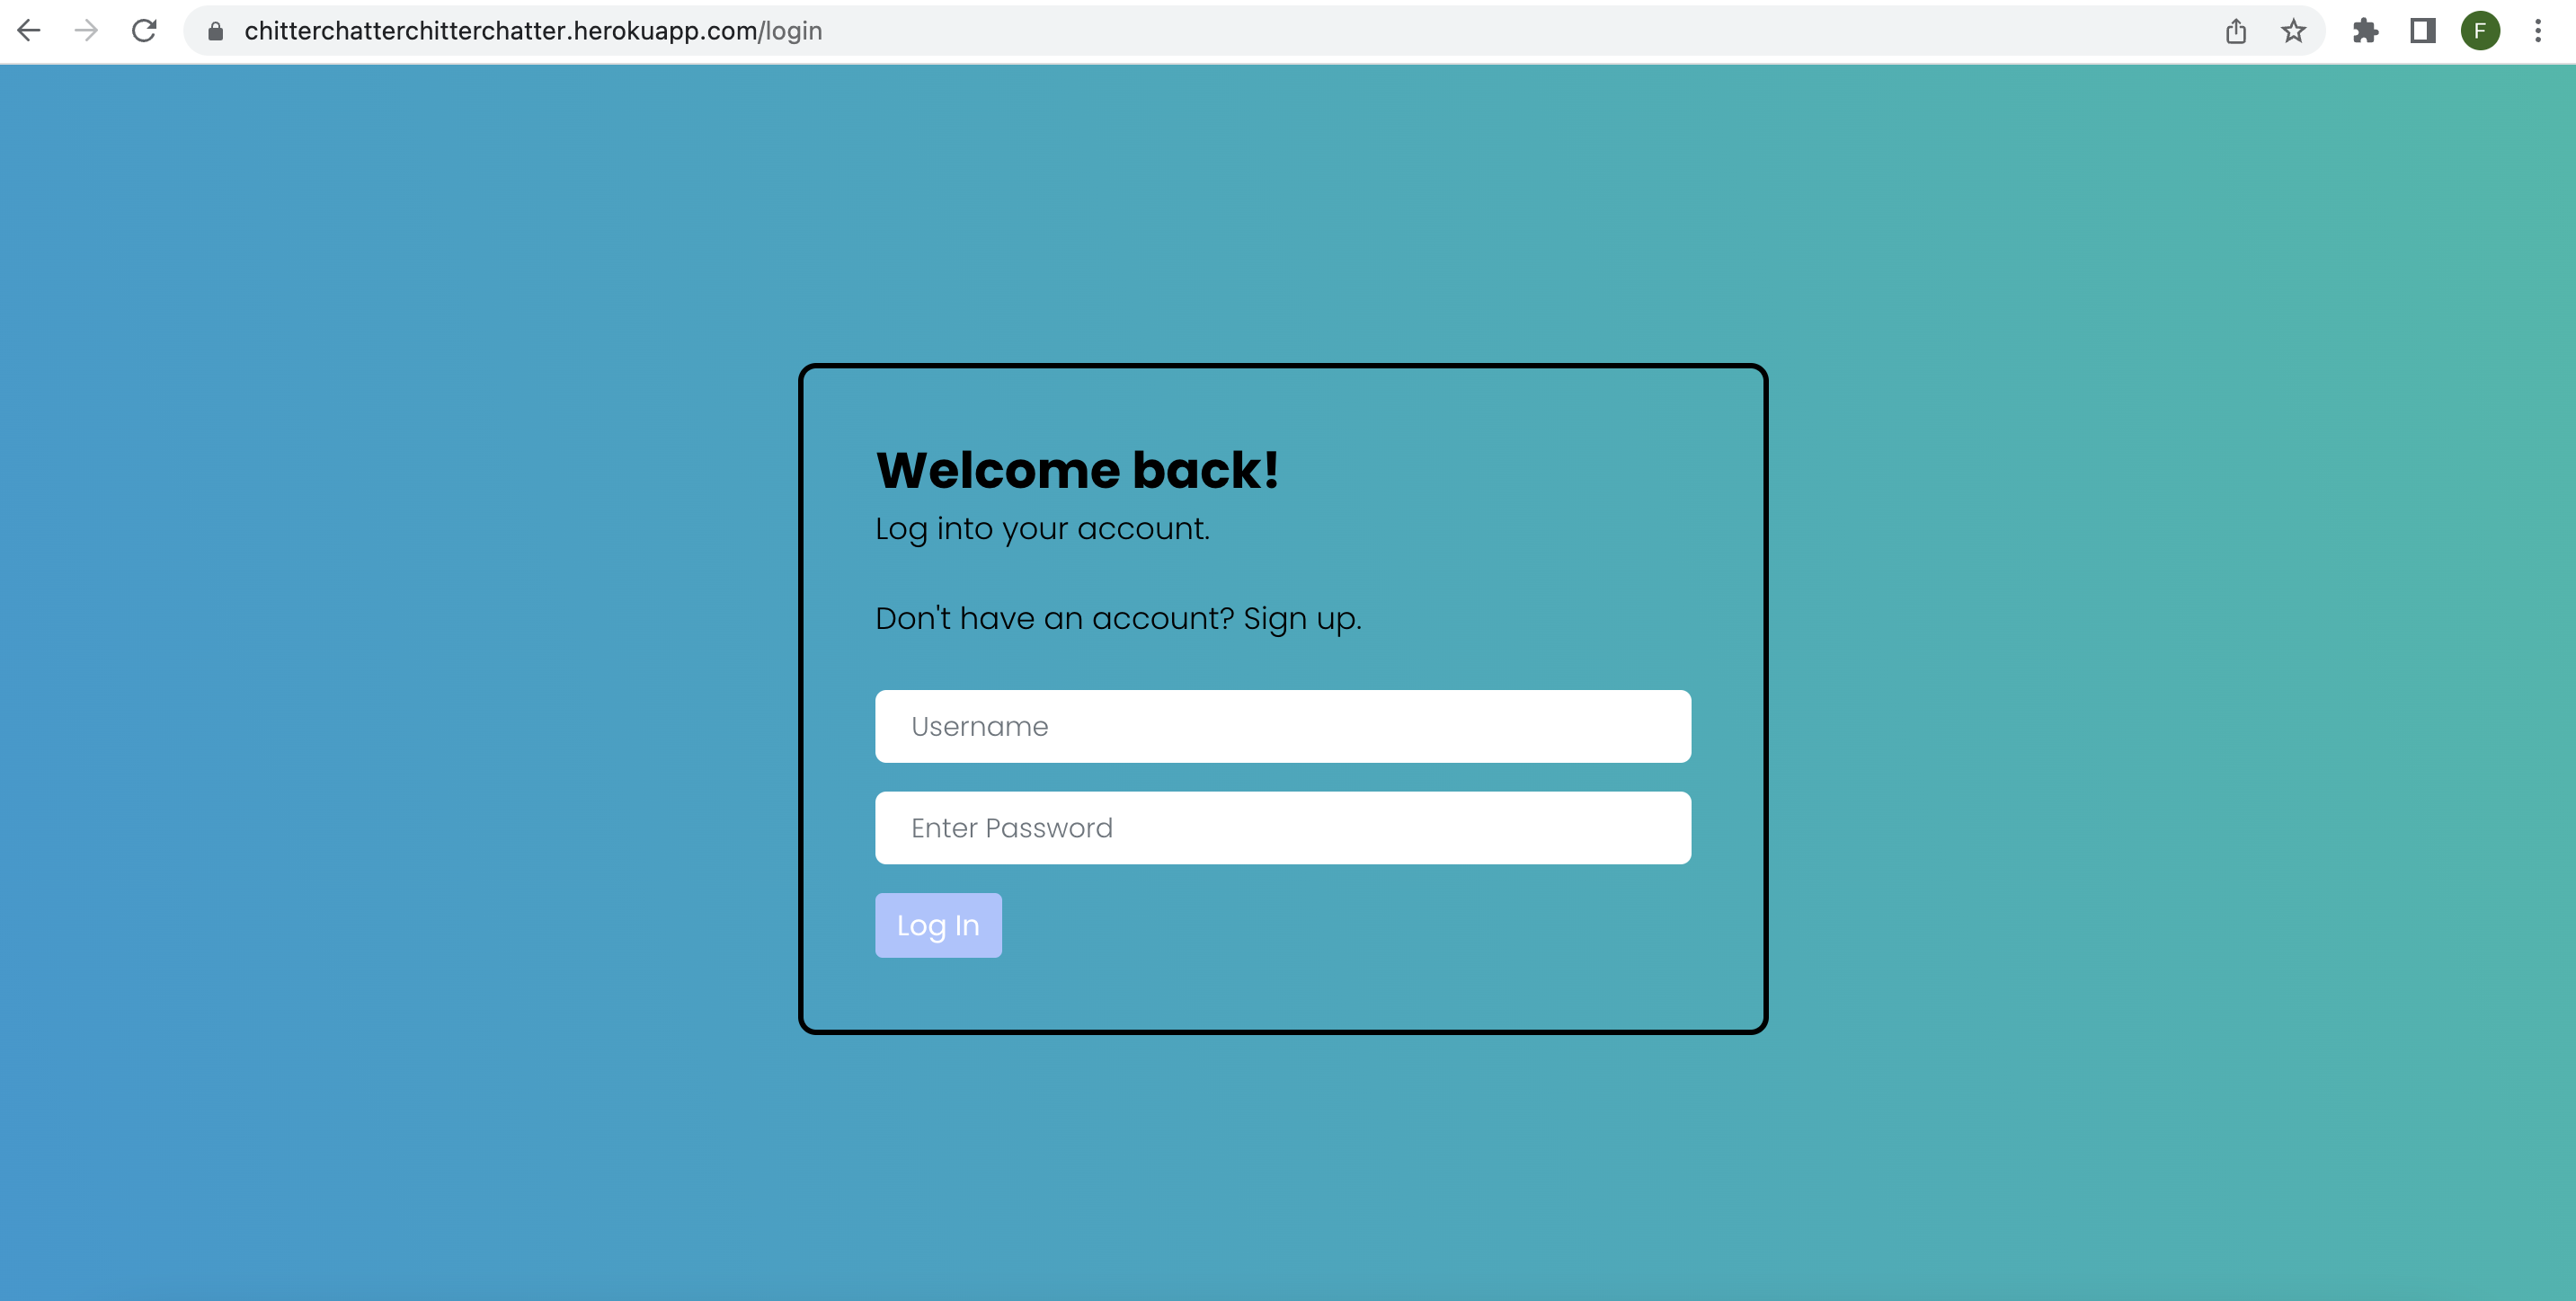 chitterchatterchitterchatter.herokuapp.com/login
F
Welcome back!
Log into your account.
Don't have an account? Sign up.
Username
Enter Password
Log In